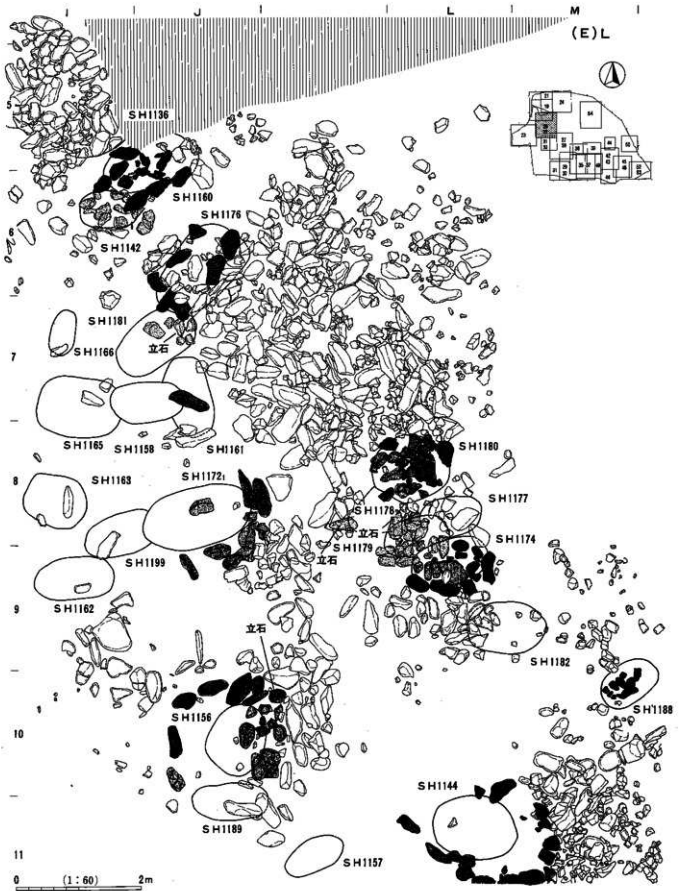 I J L M
(E)L
5
SH1136
SH1160
SH1176
SH1142
6
SH1181
立石
SH1166
7
SH1165
SH1158
SH1161
SH1180
8
SH1163
SH1172
SH1177
SH1178
立石
SH1174
SH1179
立石
SH1199
SH1162
9
立石
SH1182
SH1156
SH1188
10
SH1144
SH1189
11
SH1157
0 (1:60) 2m